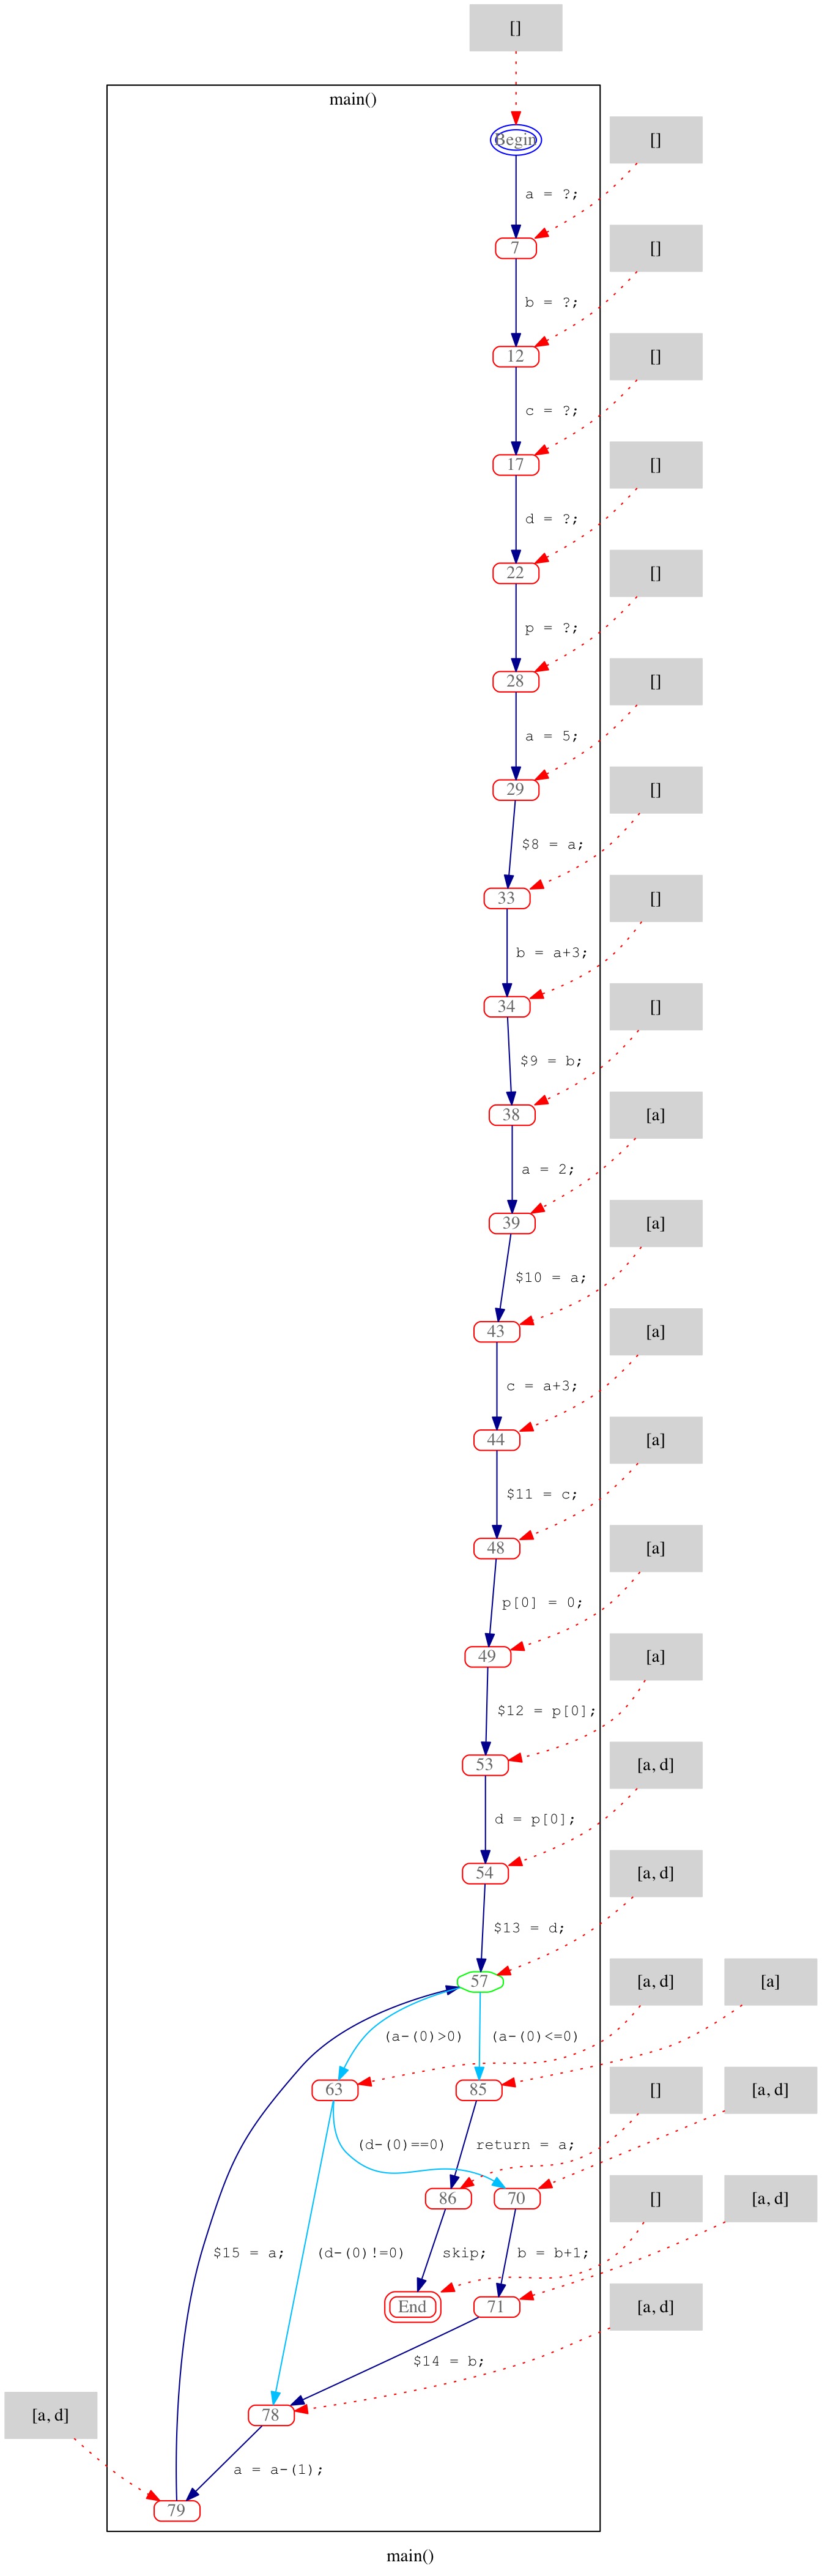 []
main()
Begin
[]
a = ?;
7
[]
b = ?;
12
[]
c = ?;
17
[]
d = ?;
22
[]
p = ?;
28
[]
a = 5;
29
[]
$8 = a;
33
[]
b = a+3;
34
[]
$9 = b;
38
[a]
a = 2;
39
[a]
$10 = a;
43
[a]
c = a+3;
44
[a]
$11 = c;
48
[a]
p[0] = 0;
49
[a]
$12 = p[0];
53
[a, d]
d = p[0];
54
[a, d]
$13 = d;
57
[a, d]
[a]
(a-(0)>0)
(a-(0)<=0)
63
85
[]
[a, d]
(d-(0)==0)
return = a;
86
70
[]
[a, d]
$15 = a;
(d-(0)!=0)
skip;
b = b+1;
End
71
[a, d]
$14 = b;
[a, d]
78
a = a-(1);
79
main()